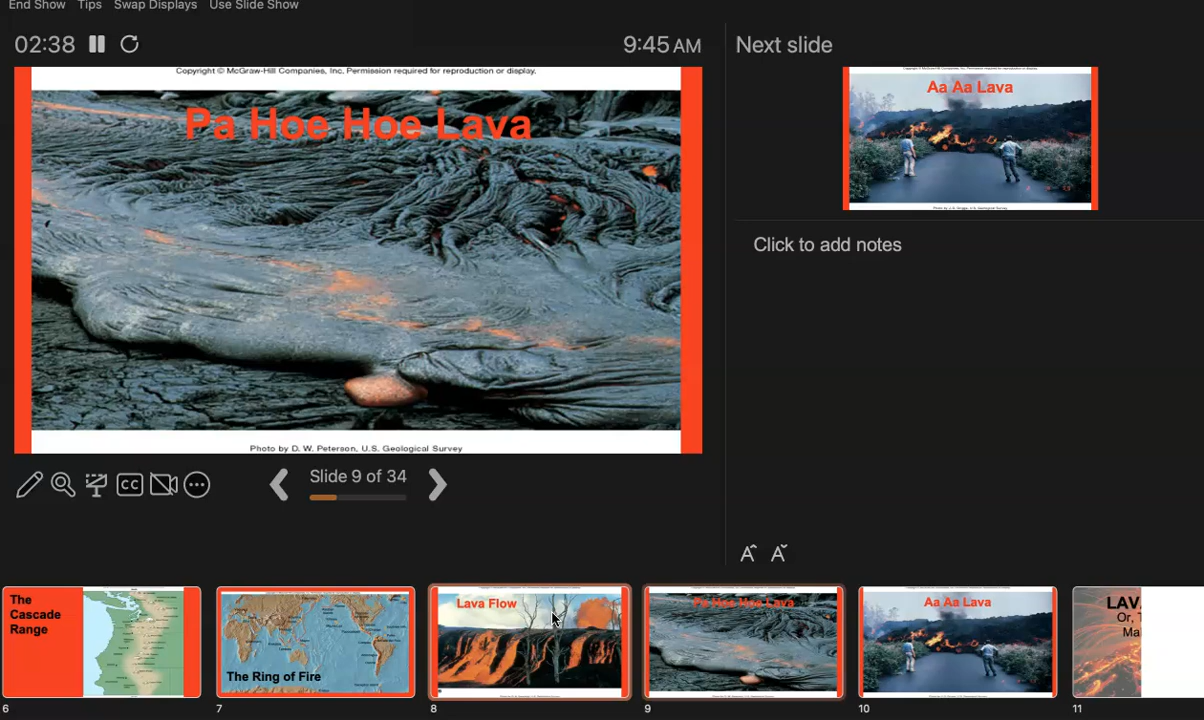 End Show Tips Swap Displays Use Slide Show
02:38
9:45 AM
Copyright © McGraw-Hill Companies, Inc. Permission required for reproduction or display.
Pa Hoe Hoe Lava
Photo by D. W. Peterson, U.S. Geological Survey
CC
Slide 9 of 34
Next slide
Aa Aa Lava
Click to add notes
A A
The
Cascade
Range
6
The Ring of Fire
7
Lava Flow
8
Pa Hoe Hoe Lava
9
Aa Aa Lava
10
LAV
Or, T
Ma
11